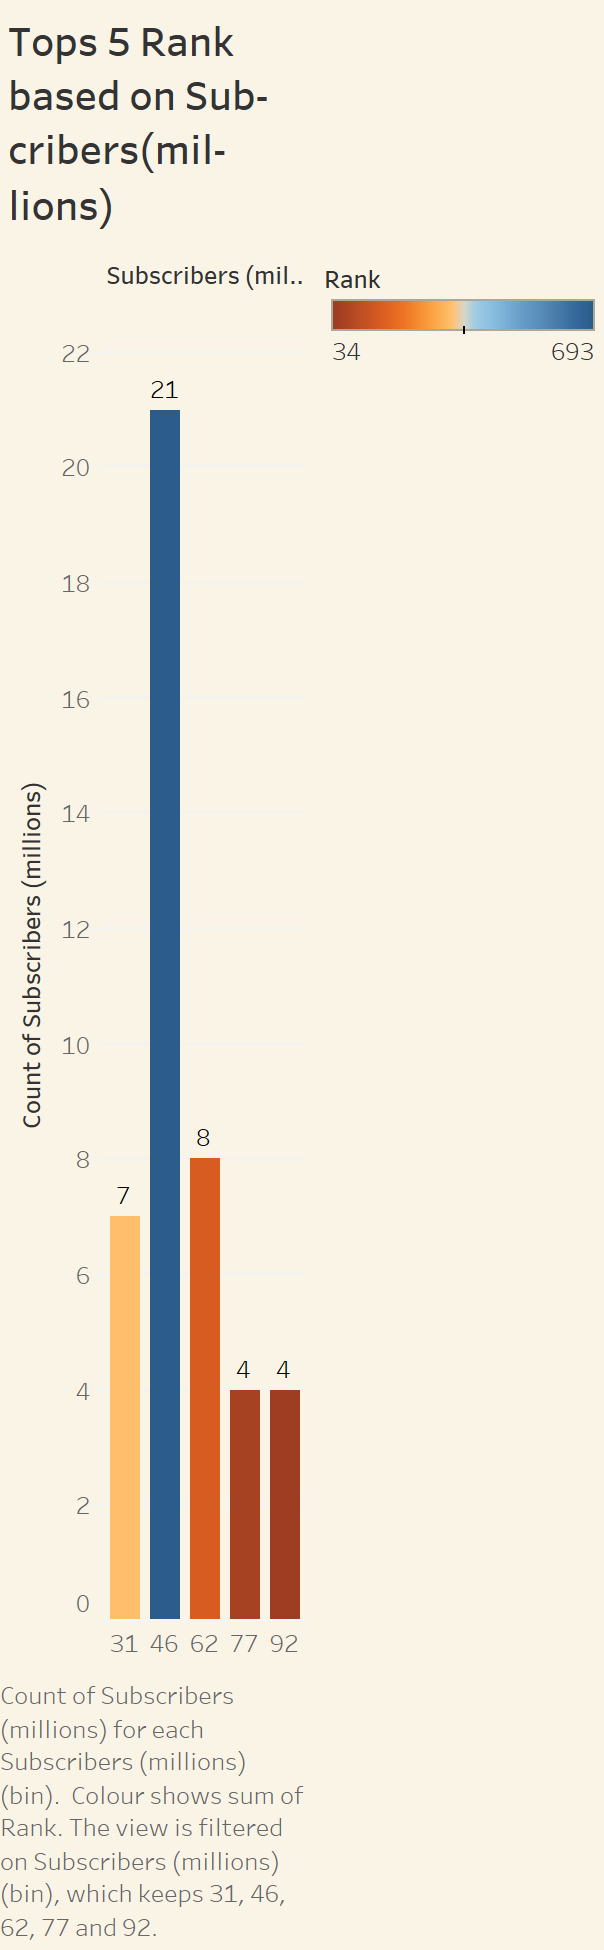 Tops 5 Rank
based on Sub-
cribers(mil-
lions)
Subscribers (mil..
Rank
34 693
22
21
20
18
16
14
12
10
8
8
7
6
4 4
4
2
0
Count of Subscribers (millions)
31 46 62 77 92
Count of Subscribers
(millions) for each
Subscribers (millions)
(bin).  Colour shows sum of
Rank. The view is filtered
on Subscribers (millions)
(bin), which keeps 31, 46,
62, 77 and 92.